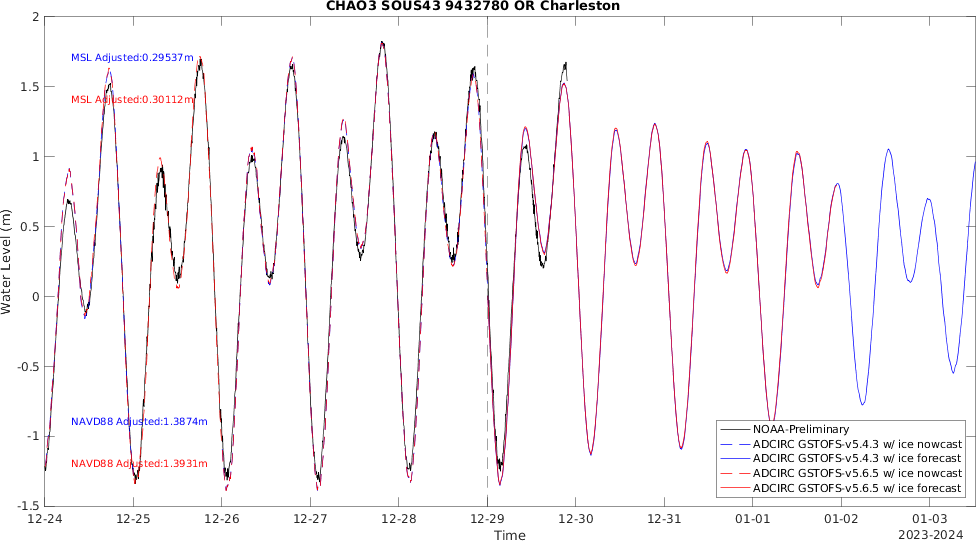 CHAO3 SOUS43 9432780 OR Charleston
2
1.5
1
0.5
0
-0.5
-1
-1.5
Water Level (m)
MSL Adjusted:0.29537m
MSL Adjusted:0.30112m
NAVD88 Adjusted:1.3874m
NAVD88 Adjusted:1.3931m
NOAA-Preliminary
ADCIRC GSTOFS-v5.4.3 w/ ice nowcast
ADCIRC GSTOFS-v5.4.3 w/ ice forecast
ADCIRC GSTOFS-v5.6.5 w/ ice nowcast
ADCIRC GSTOFS-v5.6.5 w/ ice forecast
12-24 12-25 12-26 12-27 12-28 12-29 12-30 12-31 01-01 01-02 01-03
Time
2023-2024